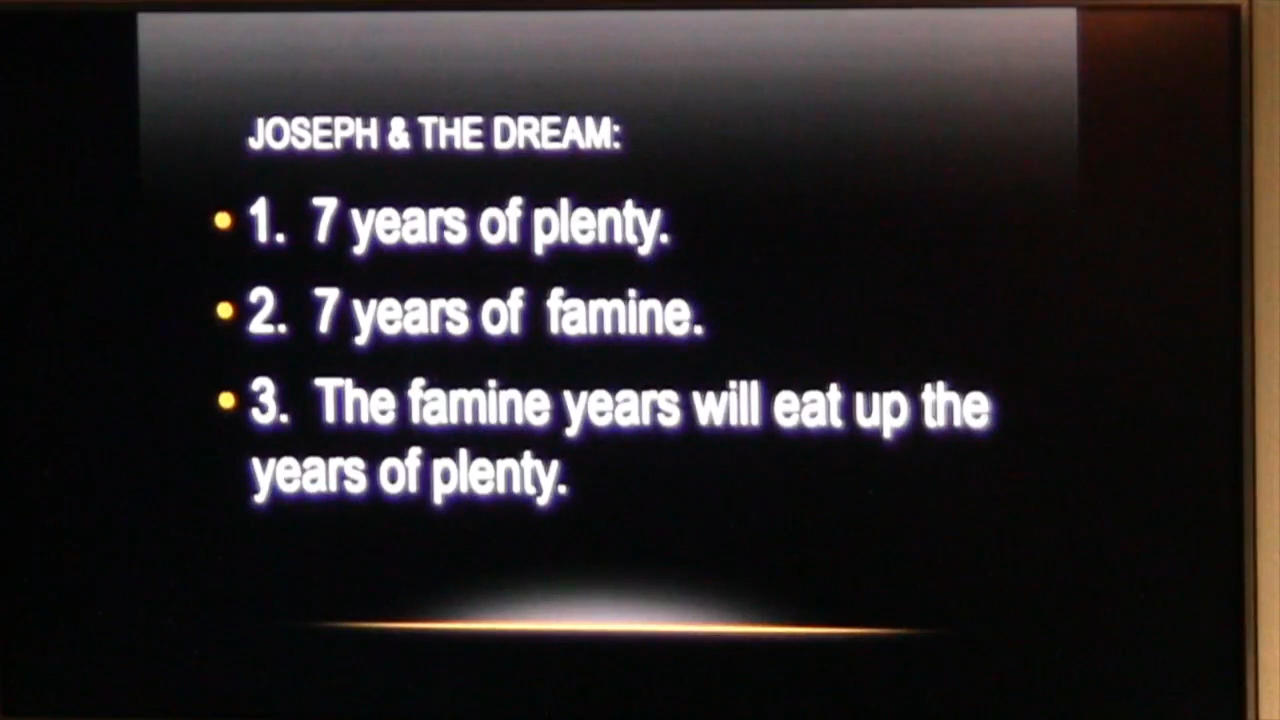 JOSEPH & THE DREAM:
• 1.  7 years of plenty.
• 2.  7 years of  famine.
• 3.  The famine years will eat up the
years of plenty.